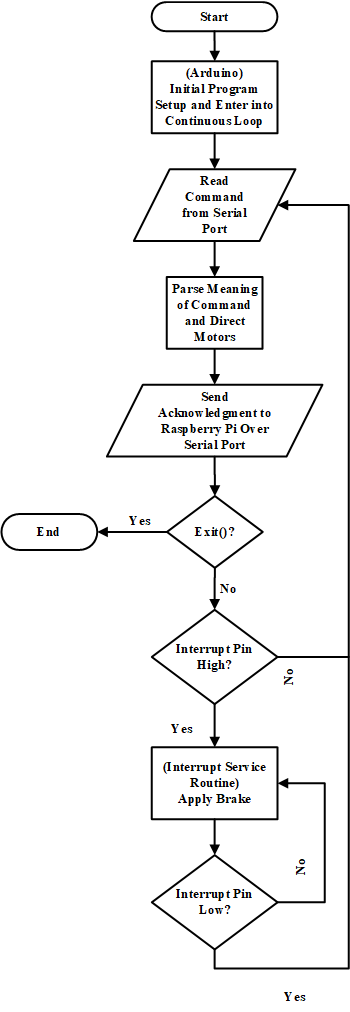 Start
(Arduino)
Initial Program
Setup and Enter into
Continuous Loop
Read
Command
from Serial
Port
Parse Meaning
of Command
and Direct
Motors
Send
Acknowledgment to
Raspberry Pi Over
Serial Port
Exit()?
Yes
End
No
Interrupt Pin
High?
No
Yes
(Interrupt Service
Routine)
Apply Brake
No
Interrupt Pin
Low?
Yes